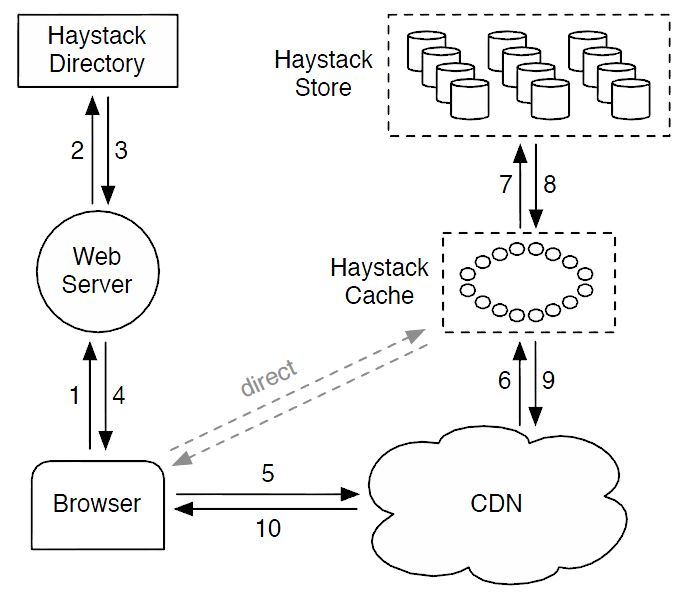 Haystack
Directory
Haystack
Store
2
3
7
8
Web
Server
Haystack
Cache
direct
1
4
6
9
Browser
5
10
CDN